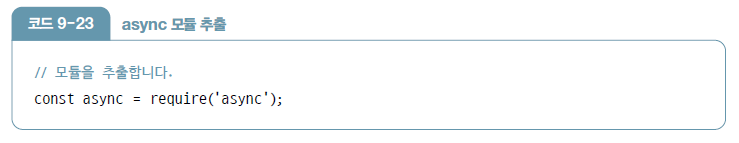 코드 9-23 async 모듈 추출
// 모듈을 추출합니다.
const async = require('async');